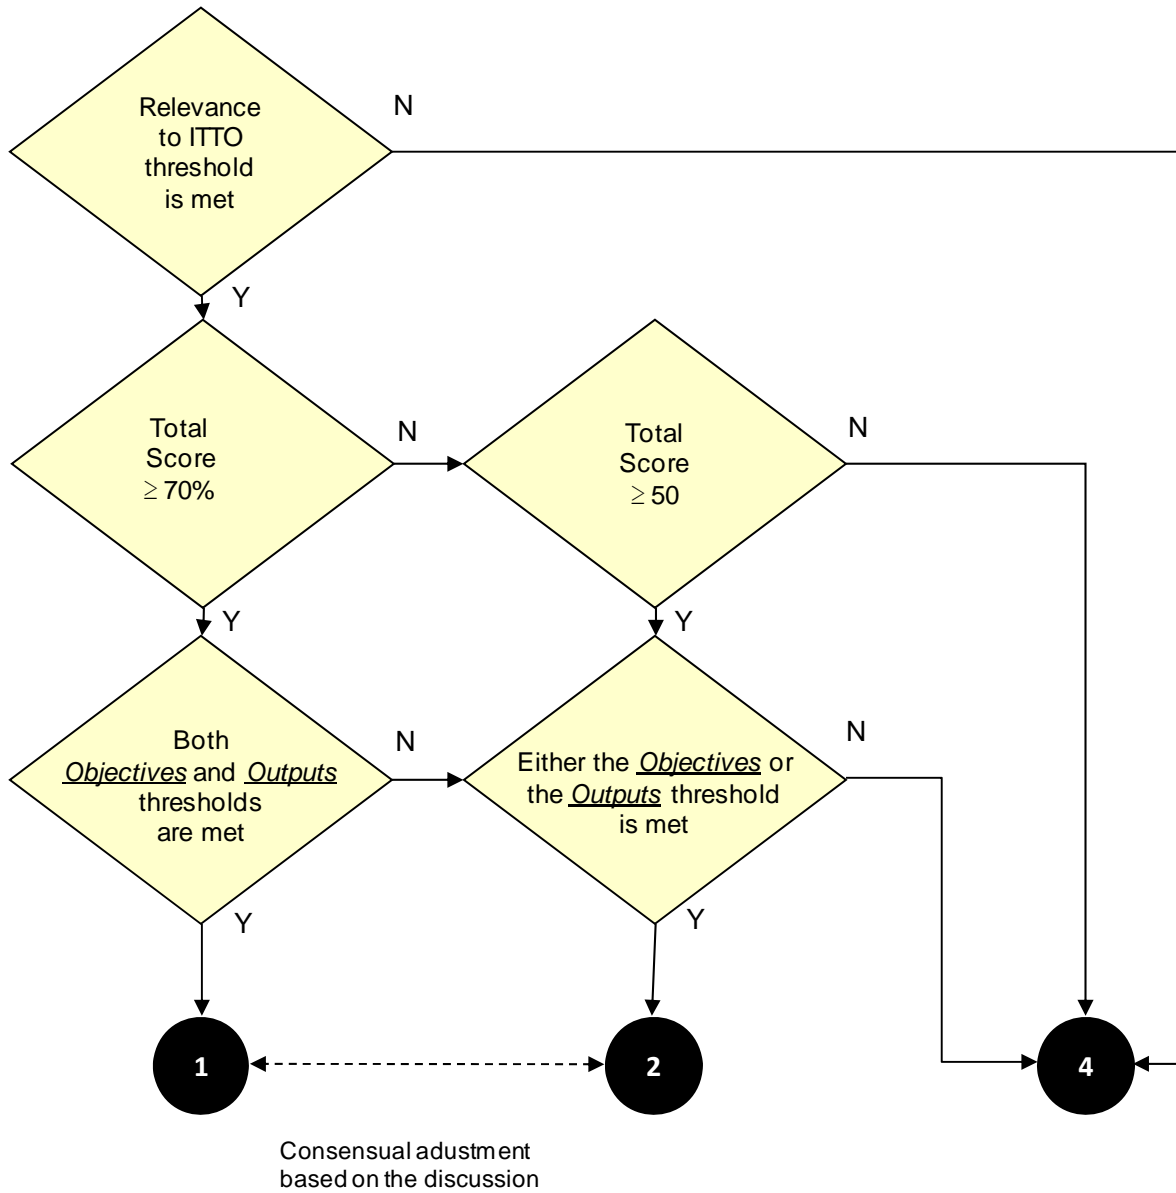 Relevance
to ITTO
threshold
is met
N
Y
Total
Score
≥ 70%
N
Total
Score
≥ 50
N
Y
Y
Both
Objectives and Outputs
thresholds
are met
N
Either the Objectives or
the Outputs threshold
is met
N
Y
Y
1
2
4
Consensual adustment
based on the discussion